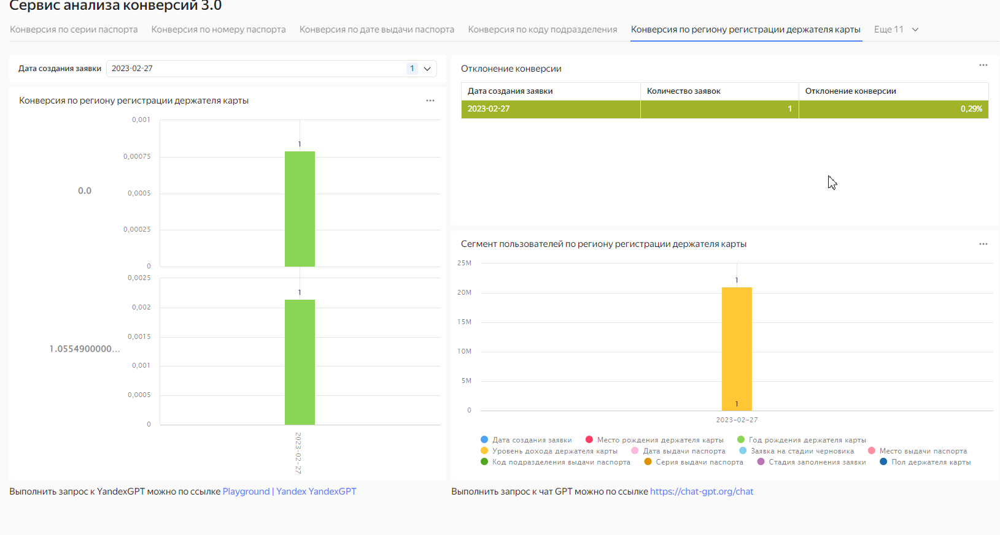 Сервис анализа конверсий 3.0
Конверсия по серии паспорта Конверсия по номеру паспорта Конверсия по дате выдачи паспорта Конверсия по коду подразделения Конверсия по региону регистрации держателя карты Еще 11
Дата создания заявки 2023-02-27 1
Конверсия по региону регистрации держателя карты
0,001
1
0,00075
0.0
0,0005
0,00025
0
0,0025
1
0,002
0,0015
1.0554900000...
0,001
0,0005
0
2023-02-27
Отклонение конверсии
Дата создания заявки Количество заявок Отклонение конверсии
2023-02-27 1 0,29%
Сегмент пользователей по региону регистрации держателя карты
25M
1
20M
15M
10M
5M
1
0
2023-02-27
Дата создания заявки Место рождения держателя карты Год рождения держателя карты
Уровень дохода держателя карты Дата выдачи паспорта Заявка на стадии черновика Место выдачи паспорта
Код подразделения выдачи паспорта Серия выдачи паспорта Стадия заполнения заявки Пол держателя карты
Выполнить запрос к YandexGPT можно по ссылке Playground | Yandex YandexGPT
Выполнить запрос к чат GPT можно по ссылке https://chat-gpt.org/chat